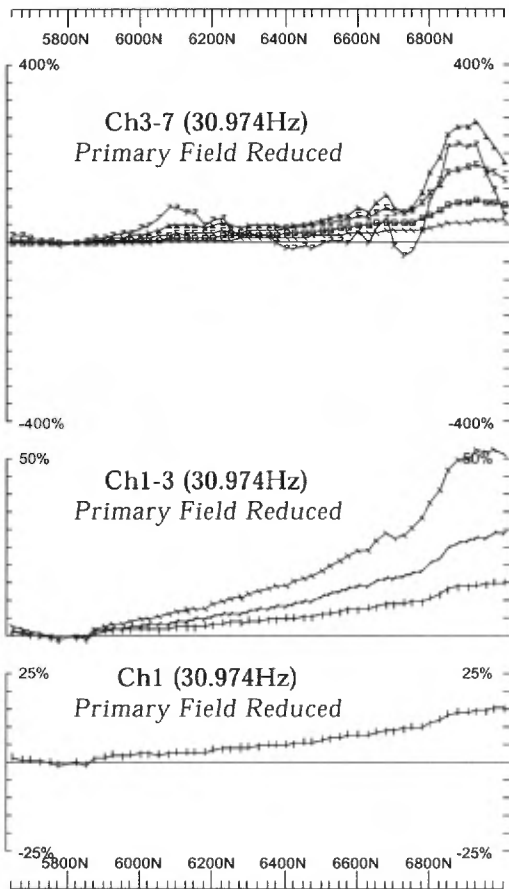 5800N 6000N 6200N 6400N 6600N 6800N
400% 400%
Ch3-7 (30.974Hz)
Primary Field Reduced
-400% -400%
50% 50%
Ch1-3 (30.974Hz)
Primary Field Reduced
25% 25%
Ch1 (30.974Hz)
Primary Field Reduced
-25% -25%
5800N 6000N 6200N 6400N 6600N 6800N